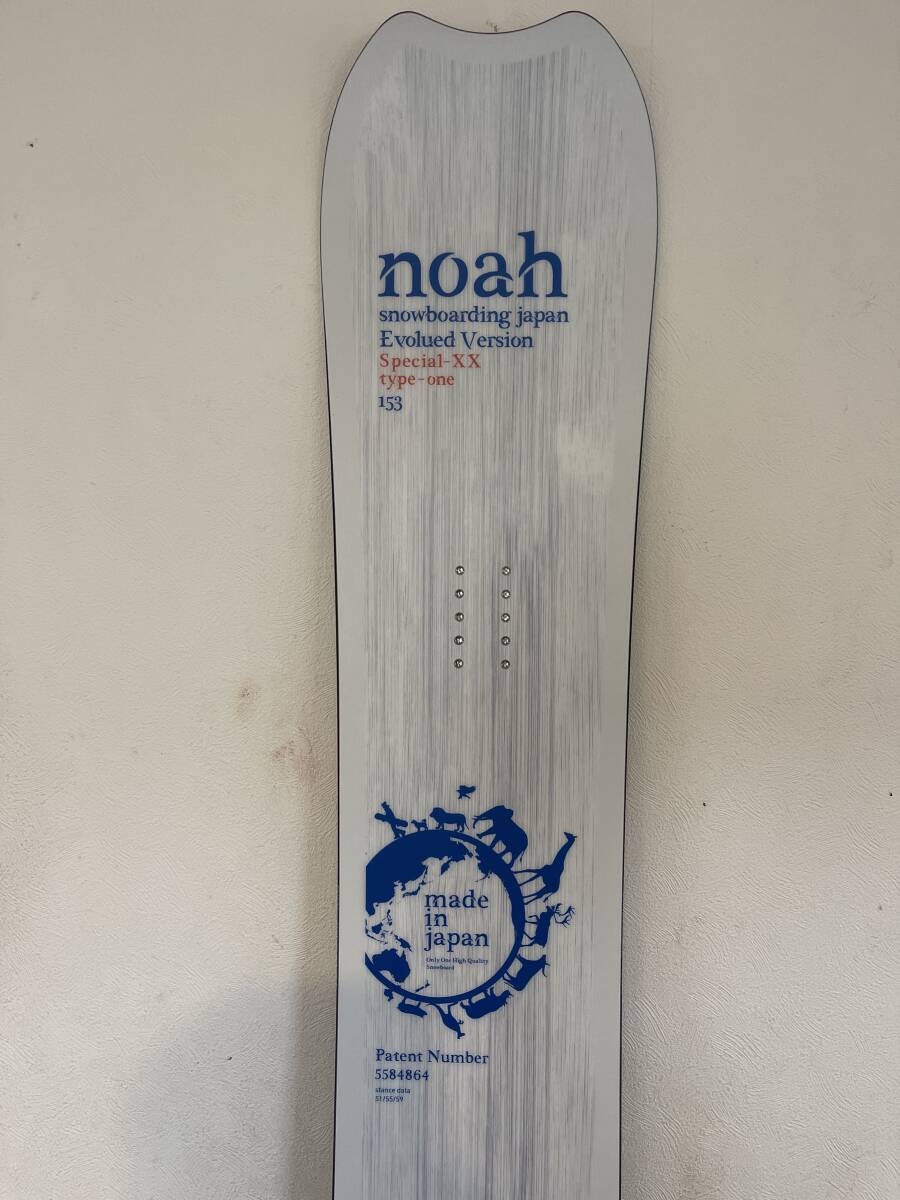 noah
snowboarding japan
Evolued Version
Special-XX
type-one
153
made
in
japan
Only One High Quality
Snowboard
Patent Number
5584864
stance data
51/55/59